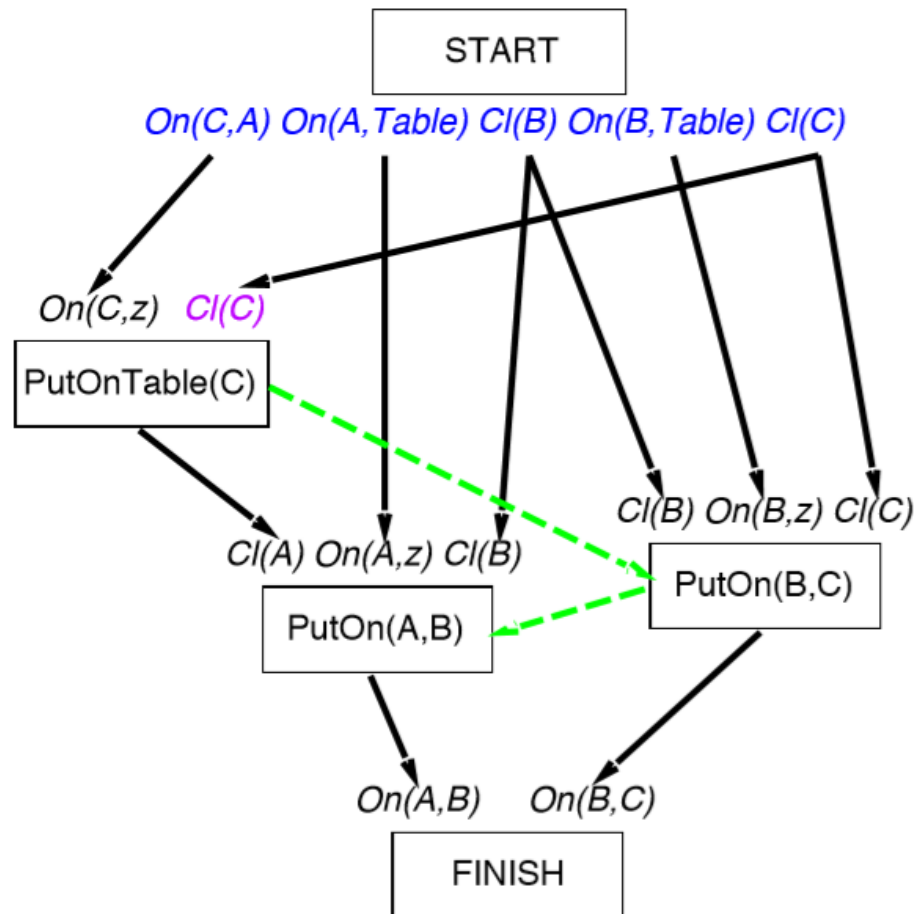 START
On(C,A) On(A,Table) Cl(B) On(B,Table) Cl(C)
On(C,z) Cl(C)
PutOnTable(C)
Cl(B) On(B,z) Cl(C)
Cl(A) On(A,z) Cl(B)
PutOn(B,C)
PutOn(A,B)
On(A,B) On(B,C)
FINISH